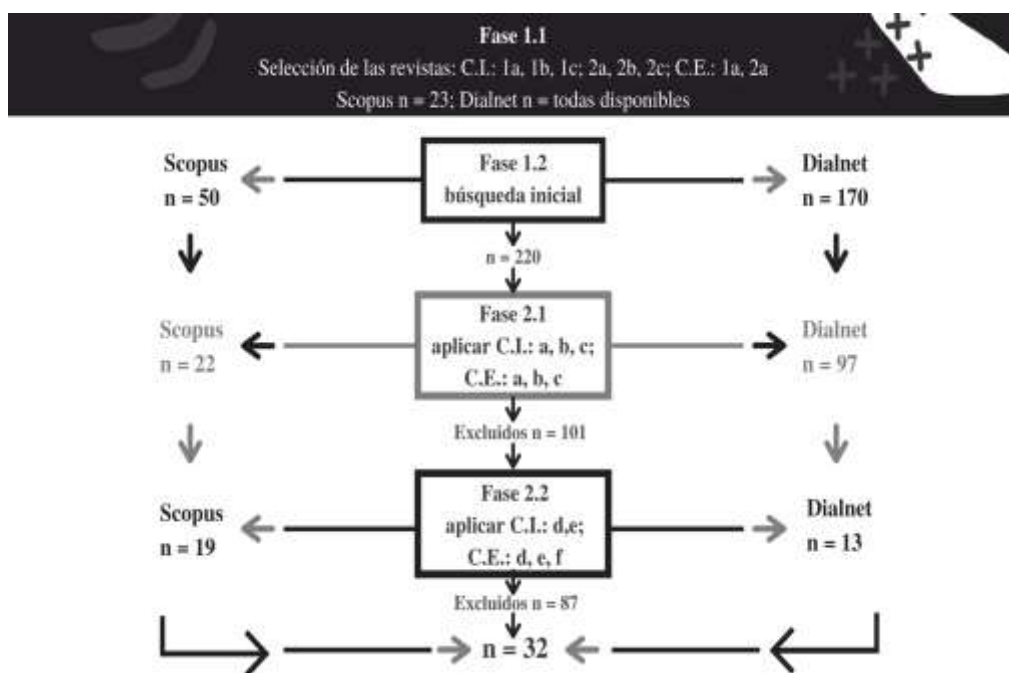 Fase 1.1
Selección de las revistas: C.I.: 1a, 1b, 1c; 2a, 2b, 2c; C.E.: 1a, 2a
Scopus n = 23; Dialnet n = todas disponibles
Scopus
n = 50
Fase 1.2
búsqueda inicial
Dialnet
n = 170
n = 220
Scopus
n = 22
Fase 2.1
aplicar C.I.: a, b, c;
C.E.: a, b, c
Dialnet
n = 97
Excluidos n = 101
Scopus
n = 19
Fase 2.2
aplicar C.I.: d,e;
C.E.: d, e, f
Dialnet
n = 13
Excluidos n = 87
n = 32